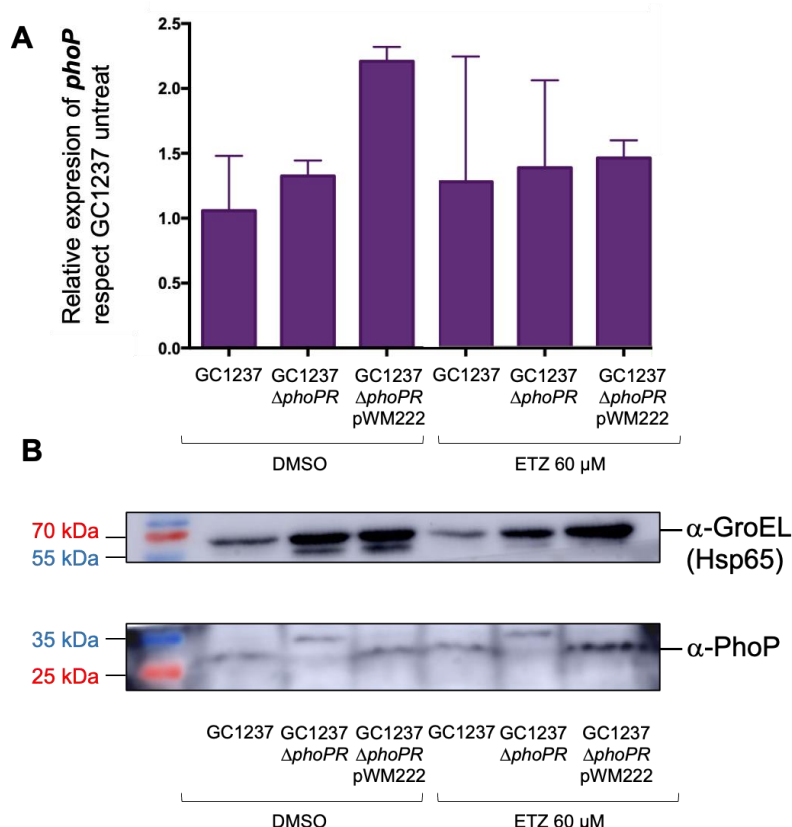 A
Relative expresion of phoP
respect GC1237 untreat
2.5
2.0
1.5
1.0
0.5
0.0
GC1237 GC1237 GC1237 GC1237 GC1237 GC1237
ΔphoPR ΔphoPR ΔphoPR ΔphoPR
pWM222 pWM222
DMSO ETZ 60 µM
B
70 kDa
55 kDa
α-GroEL
(Hsp65)
35 kDa
25 kDa
α-PhoP
GC1237 GC1237 GC1237 GC1237 GC1237 GC1237
ΔphoPR ΔphoPR ΔphoPR ΔphoPR
pWM222 pWM222
DMSO ETZ 60 µM